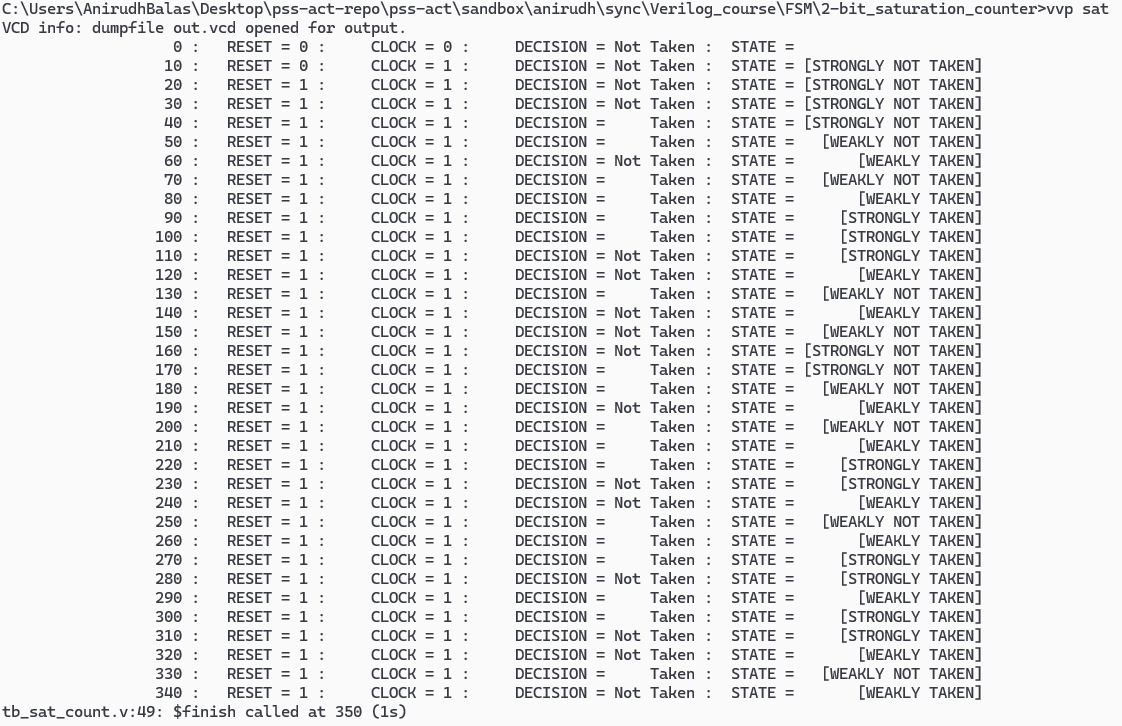 C:\Users\AnirudhBalas\Desktop\pss-act-repo\pss-act\sandbox\anirudh\sync\Verilog_course\FSM\2-bit_saturation_counter>vvp sat
VCD info: dumpfile out.vcd opened for output.
0 : RESET = 0 : CLOCK = 0 : DECISION = Not Taken : STATE =
10 : RESET = 0 : CLOCK = 1 : DECISION = Not Taken : STATE = [STRONGLY NOT TAKEN]
20 : RESET = 1 : CLOCK = 1 : DECISION = Not Taken : STATE = [STRONGLY NOT TAKEN]
30 : RESET = 1 : CLOCK = 1 : DECISION = Not Taken : STATE = [STRONGLY NOT TAKEN]
40 : RESET = 1 : CLOCK = 1 : DECISION = Taken : STATE = [STRONGLY NOT TAKEN]
50 : RESET = 1 : CLOCK = 1 : DECISION = Taken : STATE = [WEAKLY NOT TAKEN]
60 : RESET = 1 : CLOCK = 1 : DECISION = Not Taken : STATE = [WEAKLY TAKEN]
70 : RESET = 1 : CLOCK = 1 : DECISION = Taken : STATE = [WEAKLY NOT TAKEN]
80 : RESET = 1 : CLOCK = 1 : DECISION = Taken : STATE = [WEAKLY TAKEN]
90 : RESET = 1 : CLOCK = 1 : DECISION = Taken : STATE = [STRONGLY TAKEN]
100 : RESET = 1 : CLOCK = 1 : DECISION = Taken : STATE = [STRONGLY TAKEN]
110 : RESET = 1 : CLOCK = 1 : DECISION = Not Taken : STATE = [STRONGLY TAKEN]
120 : RESET = 1 : CLOCK = 1 : DECISION = Not Taken : STATE = [WEAKLY TAKEN]
130 : RESET = 1 : CLOCK = 1 : DECISION = Taken : STATE = [WEAKLY NOT TAKEN]
140 : RESET = 1 : CLOCK = 1 : DECISION = Not Taken : STATE = [WEAKLY TAKEN]
150 : RESET = 1 : CLOCK = 1 : DECISION = Not Taken : STATE = [WEAKLY NOT TAKEN]
160 : RESET = 1 : CLOCK = 1 : DECISION = Not Taken : STATE = [STRONGLY NOT TAKEN]
170 : RESET = 1 : CLOCK = 1 : DECISION = Taken : STATE = [STRONGLY NOT TAKEN]
180 : RESET = 1 : CLOCK = 1 : DECISION = Taken : STATE = [WEAKLY NOT TAKEN]
190 : RESET = 1 : CLOCK = 1 : DECISION = Not Taken : STATE = [WEAKLY TAKEN]
200 : RESET = 1 : CLOCK = 1 : DECISION = Taken : STATE = [WEAKLY NOT TAKEN]
210 : RESET = 1 : CLOCK = 1 : DECISION = Taken : STATE = [WEAKLY TAKEN]
220 : RESET = 1 : CLOCK = 1 : DECISION = Taken : STATE = [STRONGLY TAKEN]
230 : RESET = 1 : CLOCK = 1 : DECISION = Not Taken : STATE = [STRONGLY TAKEN]
240 : RESET = 1 : CLOCK = 1 : DECISION = Not Taken : STATE = [WEAKLY TAKEN]
250 : RESET = 1 : CLOCK = 1 : DECISION = Taken : STATE = [WEAKLY NOT TAKEN]
260 : RESET = 1 : CLOCK = 1 : DECISION = Taken : STATE = [WEAKLY TAKEN]
270 : RESET = 1 : CLOCK = 1 : DECISION = Taken : STATE = [STRONGLY TAKEN]
280 : RESET = 1 : CLOCK = 1 : DECISION = Not Taken : STATE = [STRONGLY TAKEN]
290 : RESET = 1 : CLOCK = 1 : DECISION = Taken : STATE = [WEAKLY TAKEN]
300 : RESET = 1 : CLOCK = 1 : DECISION = Taken : STATE = [STRONGLY TAKEN]
310 : RESET = 1 : CLOCK = 1 : DECISION = Not Taken : STATE = [STRONGLY TAKEN]
320 : RESET = 1 : CLOCK = 1 : DECISION = Not Taken : STATE = [WEAKLY TAKEN]
330 : RESET = 1 : CLOCK = 1 : DECISION = Taken : STATE = [WEAKLY NOT TAKEN]
340 : RESET = 1 : CLOCK = 1 : DECISION = Not Taken : STATE = [WEAKLY TAKEN]
tb_sat_count.v:49: $finish called at 350 (1s)